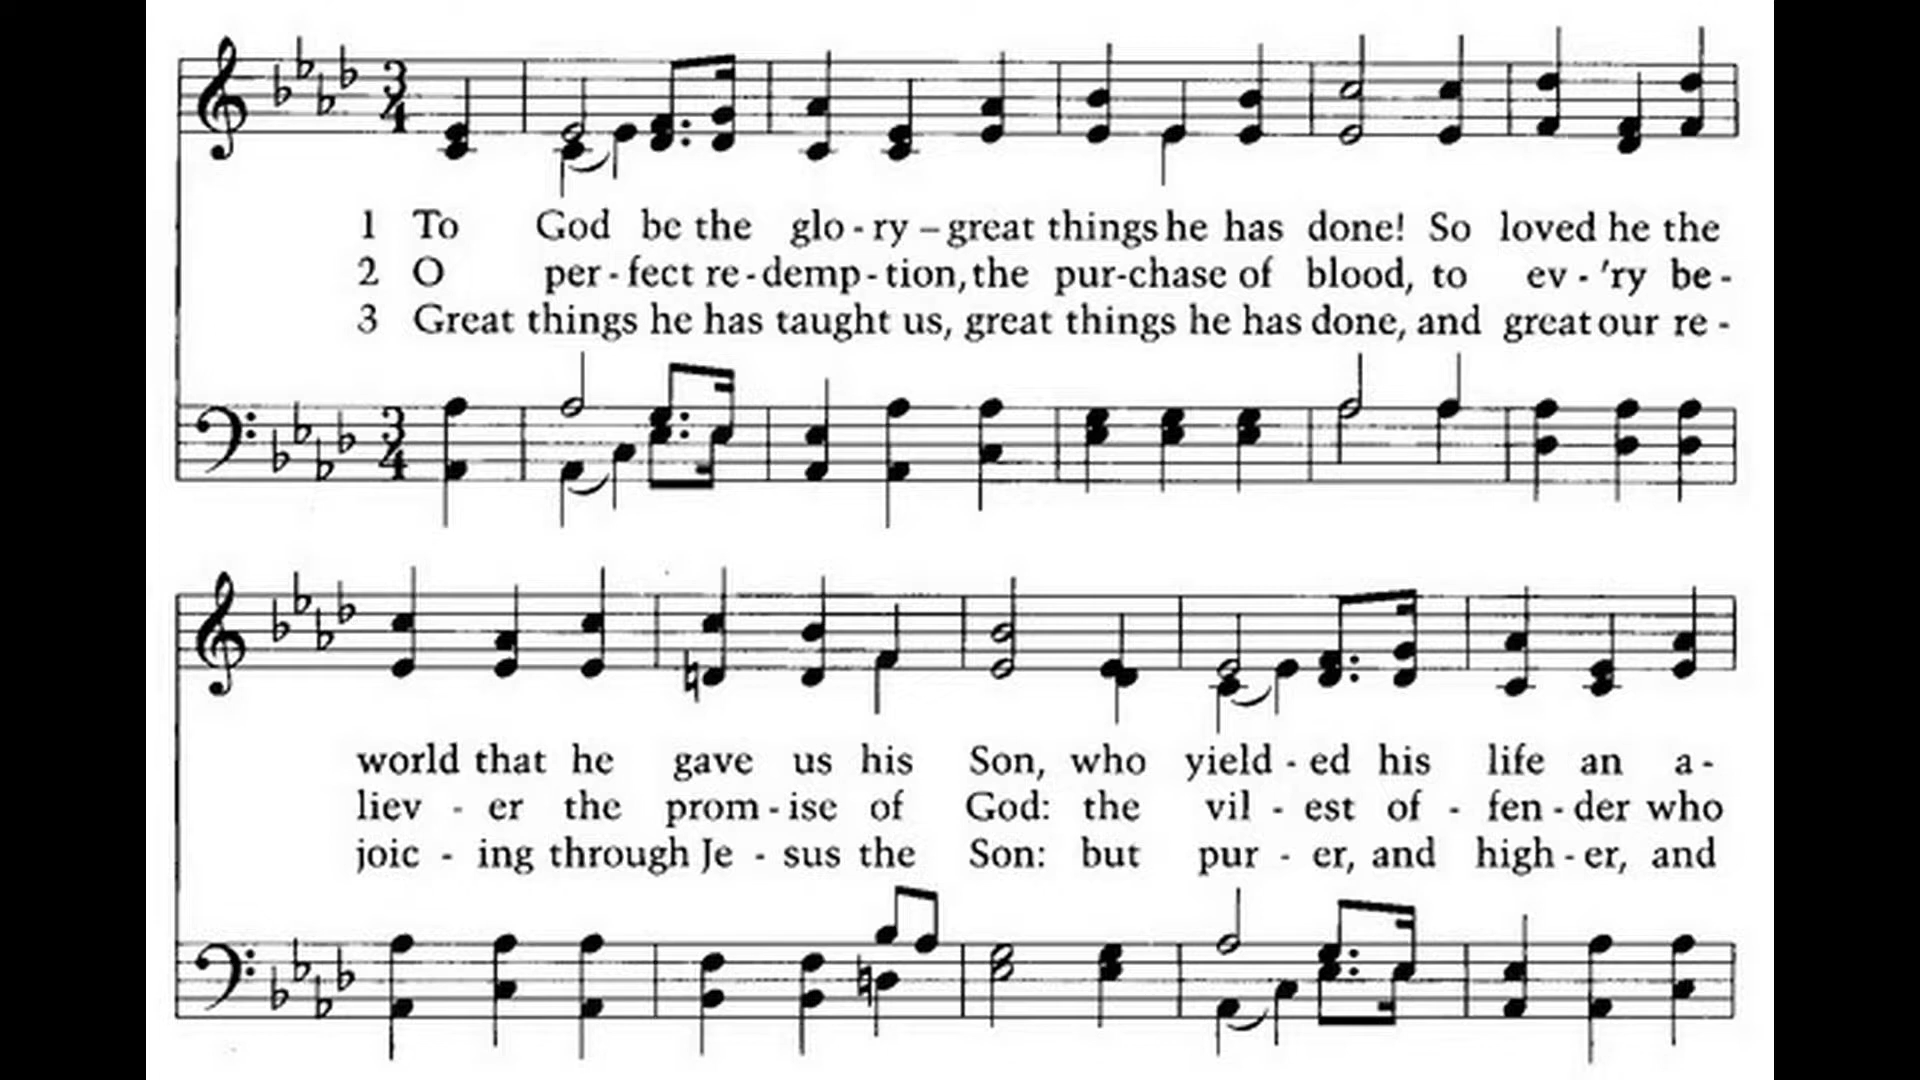 3
4
1 To God be the glo - ry – great things he has done! So loved he the
2 O per - fect re - demp - tion, the pur - chase of blood, to ev - 'ry be -
3 Great things he has taught us, great things he has done, and great our re -
3
4
world that he gave us his Son, who yield - ed his life an a -
liev - er the prom - ise of God: the vil - est of - fen - der who
joic - ing through Je - sus the Son: but pur - er, and high - er, and